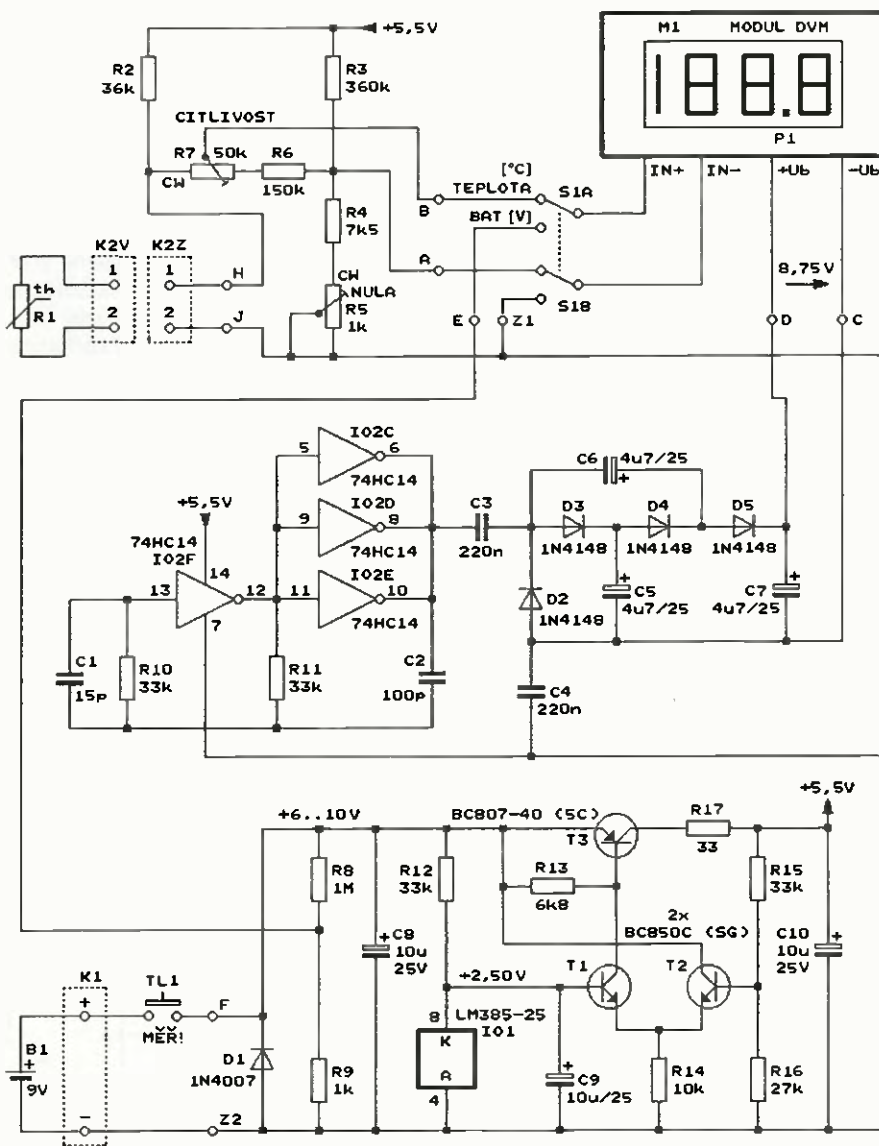 +5,5V
M1 MODUL DVM
188.8
P1
R2
36k
R3
360k
CITLIVOST
R7 50k R6
CW 150k
[°C]
TEPLOTA
B
S1A
BAT [V]
IN+ IN- +Ub -Ub
R4
7k5
K2V K2Z
1 1 H
2 2 J
th
R1
CW
NULA
R5
1k
A
S1B
8,75V
E Z1 D C
IO2C
5 6
74HC14
IO2D
9 8
74HC14
IO2E
11 10
74HC14
+5,5V
74HC14
IO2F
14
13 12
7
C6 4u7/25
+
C3
220n
D3 D4 D5
1N4148 1N4148 1N4148
D2
1N4148
+
C5
4u7/25
+
C7
4u7/25
C1
15p
R10
33k
R11
33k
C2
100p
C4
220n
+6..10V
BC807-40 (5C)
T3
R17
33
+5,5V
R8
1M
R12
33k
R13
6k8
R15
33k
+
C8
10u
25V
2x
BC850C (SG)
+
C10
10u
25V
+2,50V
T1 T2
K1
+
TL1
MĚŘ!
F
8 LM385-25
K IO1
A
4
B1
+
9V
D1
1N4007
R9
1k
+
C9
10u/25
R14
10k
R16
27k
-
Z2